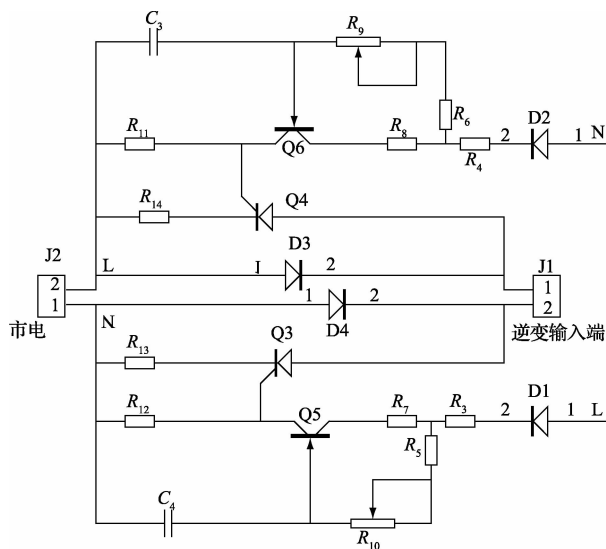 C₃
R₉
R₆
R₁₁
Q6
R₈
R₄
2
D2
1
N
R₁₄
Q4
J2
L
I
D3
2
J1
2
1
1
D4
2
1
2
市电
N
逆变输入端
R₁₃
Q3
R₁₂
Q5
R₇
R₃
2
D1
1
L
R₅
C₄
R₁₀